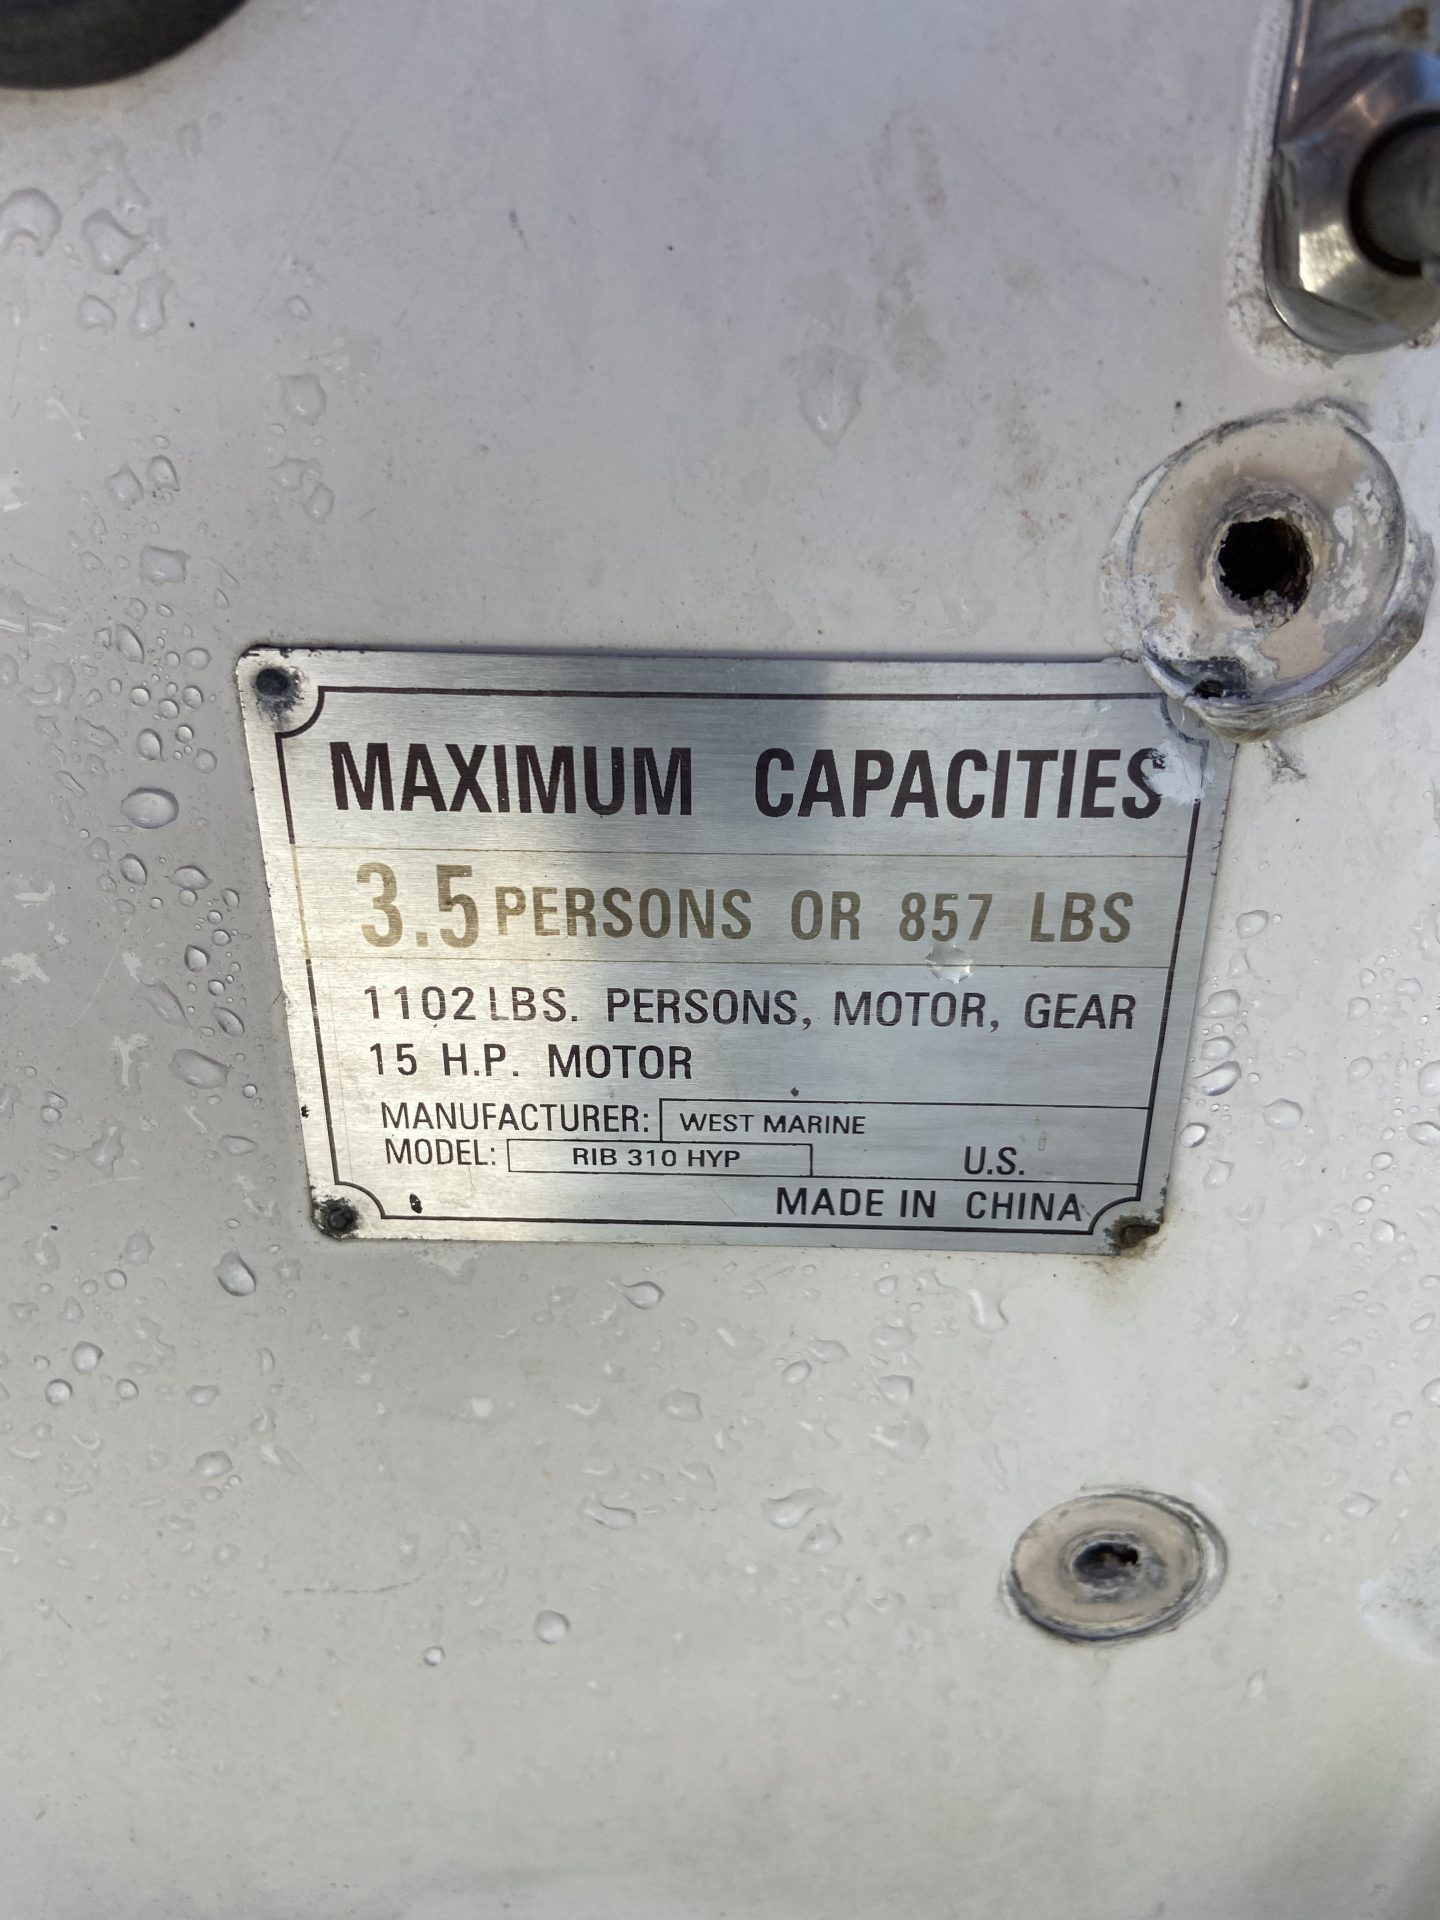 MAXIMUM CAPACITIES
3.5 PERSONS OR 857 LBS
1102 LBS. PERSONS, MOTOR, GEAR
15 H.P. MOTOR
MANUFACTURER: WEST MARINE
MODEL: RIB 310 HYP U.S.
MADE IN CHINA